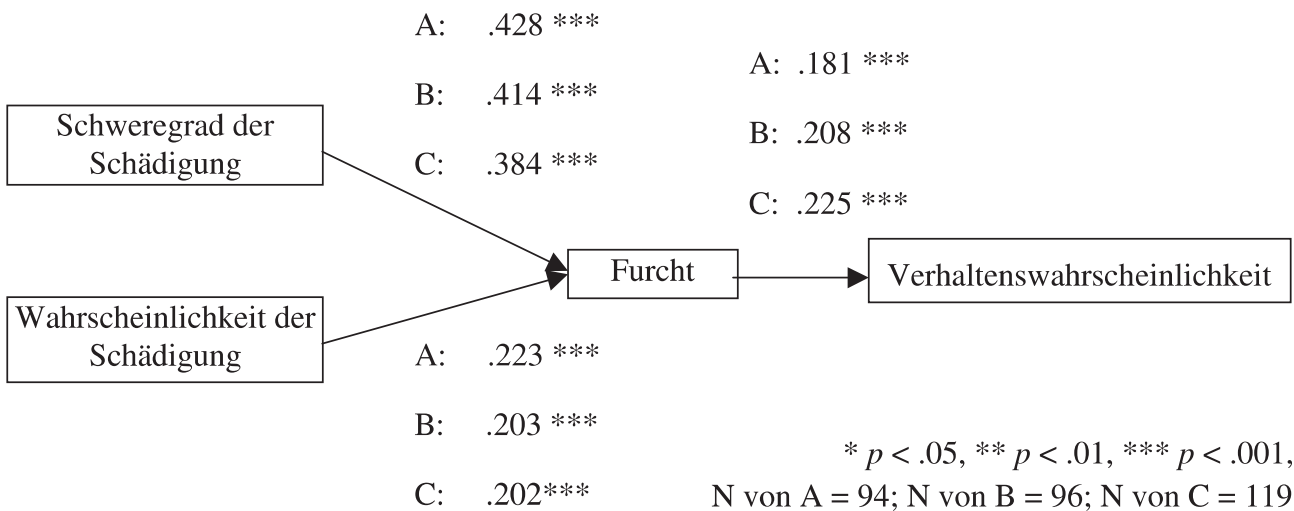 A: .428 ***
B: .414 ***
C: .384 ***
A: .181 ***
B: .208 ***
C: .225 ***
Schweregrad der
Schädigung
Furcht
Verhaltenswahrscheinlichkeit
Wahrscheinlichkeit der
Schädigung
A: .223 ***
B: .203 ***
C: .202***
* p < .05, ** p < .01, *** p < .001,
N von A = 94; N von B = 96; N von C = 119